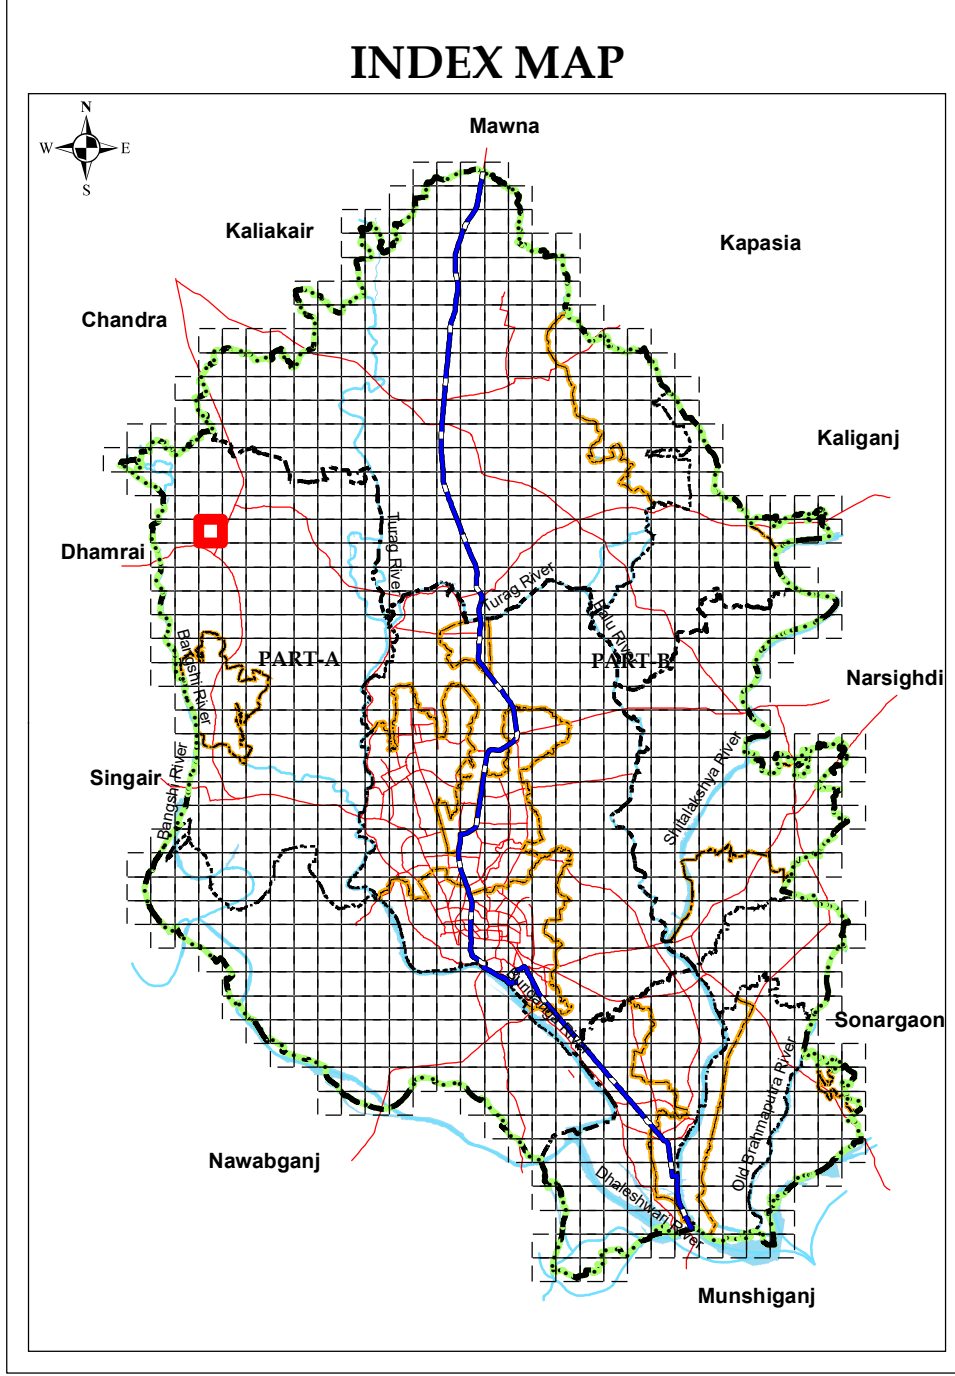 INDEX MAP
N
W E
S
Mawna
Kaliakair
Kapasia
Chandra
Kaliganj
Dhamrai
Turag River
Turag River
Balu River
PART-A
PART-B
Bangshi River
Narsighdi
Shitalakshya River
Singair
Bangshi River
Sonargaon
Buriganga River
Old Brahmaputra River
Nawabganj
Dhaleshwari River
Munshiganj